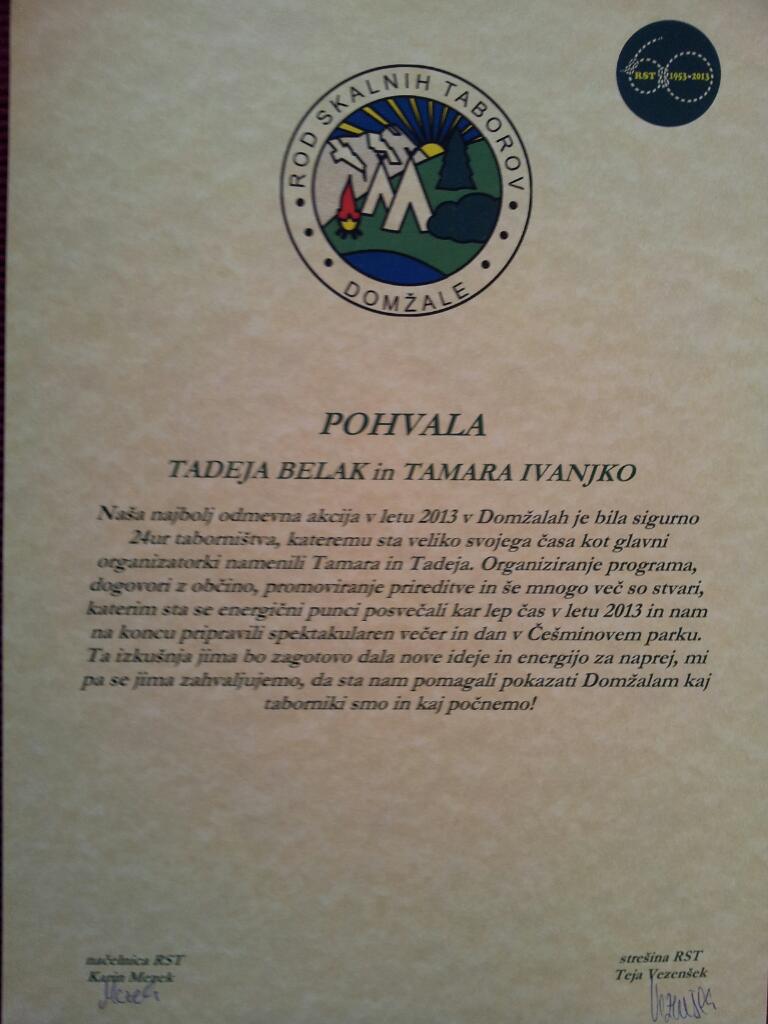 RST 1953-2013
ROD SKALNIH TABOROV
DOMŽALE
POHVALA
TADEJA BELAK in TAMARA IVANJKO
Naša najbolj odmevna akcija v letu 2013 v Domžalah je bila sigurno
24ur taborništva, kateremu sta veliko svojega časa kot glavni
organizatorki namenili Tamara in Tadeja. Organiziranje programa,
dogovori z občino, promoviranje prireditve in še mnogo več so stvari,
katerim sta se energični punci posvečali kar lep čas v letu 2013 in nam
na koncu pripravili spektakularen večer in dan v Češminovem parku.
Ta izkušnja jima bo zagotovo dala nove ideje in energijo za naprej, mi
pa se jima zahvaljujemo, da sta nam pomagali pokazati Domžalam kaj
taborniki smo in kaj počnemo!
načelnica RST
Karin
strešina RST
Teja Vezenšek